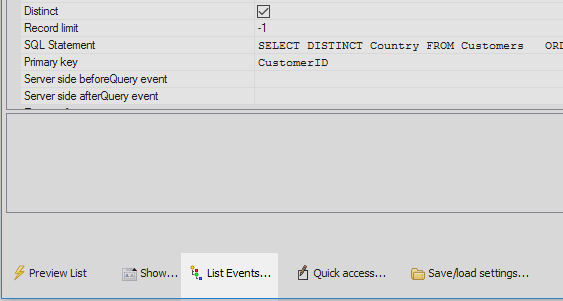 Distinct
Record limit -1
SQL Statement SELECT DISTINCT Country FROM Customers ORD
Primary key CustomerID
Server side beforeQuery event
Server side afterQuery event
Preview List Show... List Events... Quick access... Save/load settings...